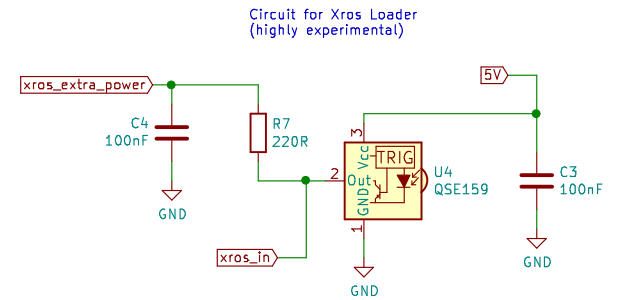 Circuit for Xros Loader
(highly experimental)
xros_extra_power
5V
C4
100nF
R7
220R
3
Vcc
TRIG
2
Out
GND
U4
QSE159
C3
100nF
1
GND
xros_in
GND
GND